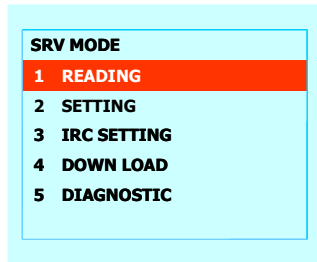 SRV MODE
1 READING
2 SETTING
3 IRC SETTING
4 DOWN LOAD
5 DIAGNOSTIC